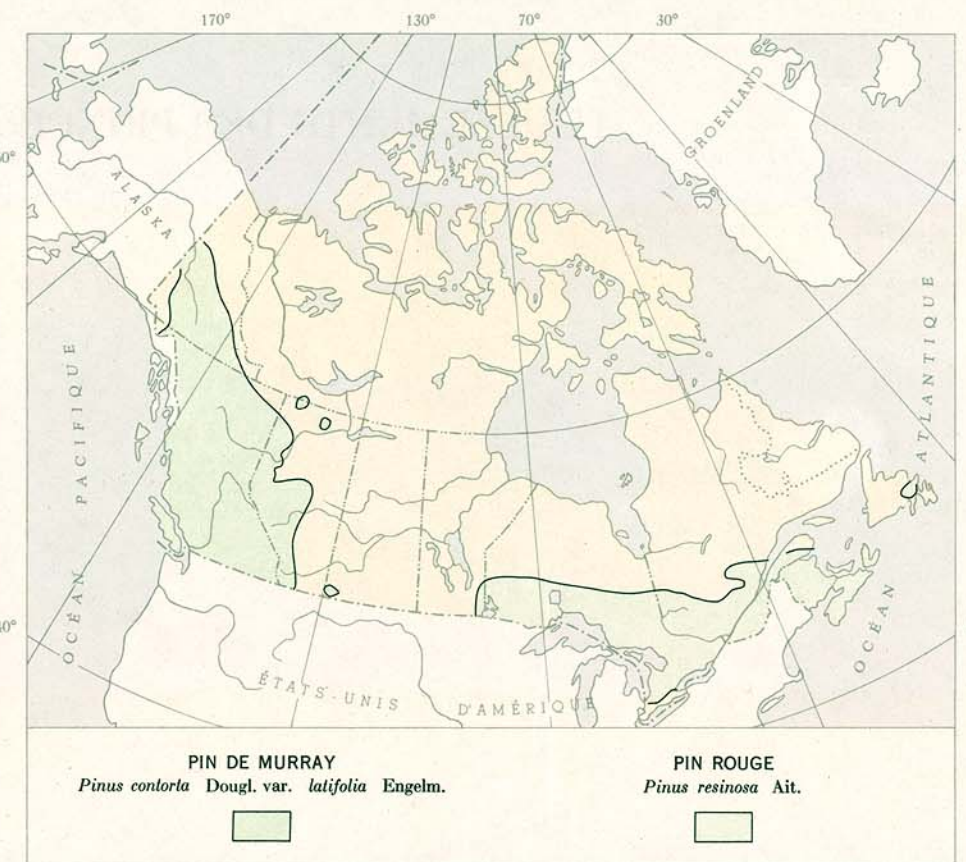 170° 130° 70° 30°
GROENLAND
ALASKA
OCÉAN PACIFIQUE
OCÉAN ATLANTIQUE
ÉTATS-UNIS D'AMÉRIQUE
PIN DE MURRAY
Pinus contorta Dougl. var. latifolia Engelm.
PIN ROUGE
Pinus resinosa Ait.